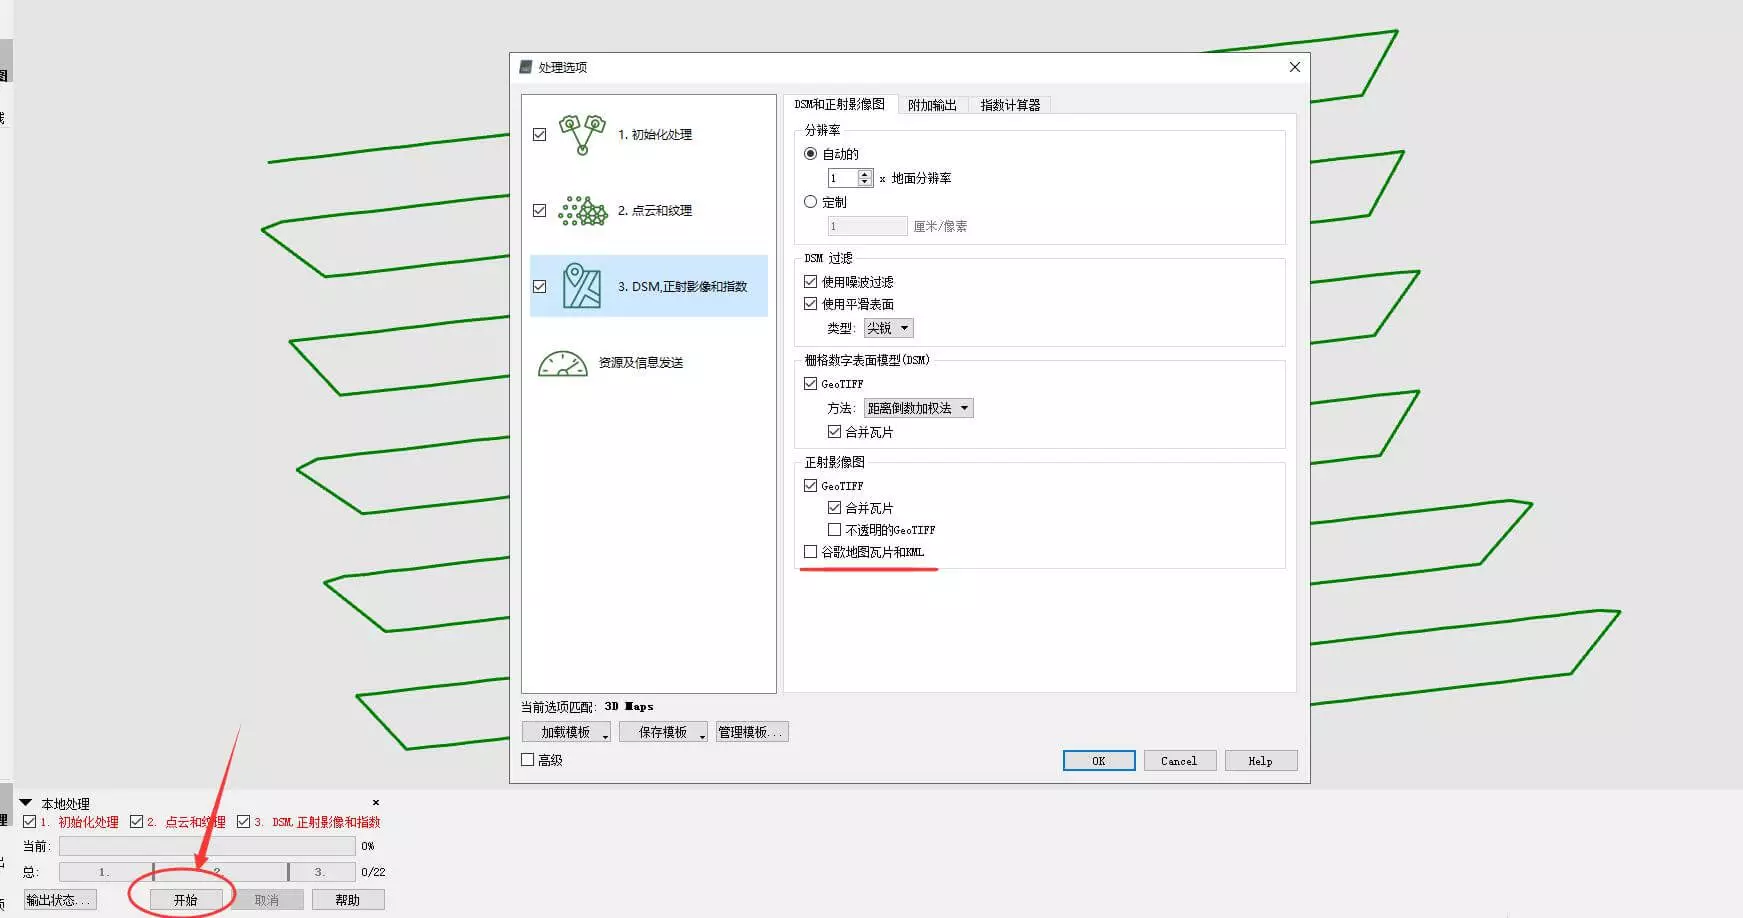 处理选项
1. 初始化处理
2. 点云和纹理
3. DSM,正射影像和指数
资源及信息发送
DSM和正射影像图 附加输出 指数计算器
分辨率
自动的
1 x 地面分辨率
定制
1 厘米/像素
DSM 过滤
使用噪波过滤
使用平滑表面
类型: 尖锐
栅格数字表面模型(DSM)
GeoTIFF
方法: 距离倒数加权法
合并瓦片
正射影像图
GeoTIFF
合并瓦片
不透明的GeoTIFF
谷歌地图瓦片和KML
当前选项匹配: 3D Maps
加载模板 保存模板 管理模板...
高级
OK Cancel Help
本地处理
1. 初始化处理 2. 点云和纹理 3. DSM,正射影像和指数
当前: 0%
总: 1. 2. 3. 0/22
输出状态... 开始 取消 帮助